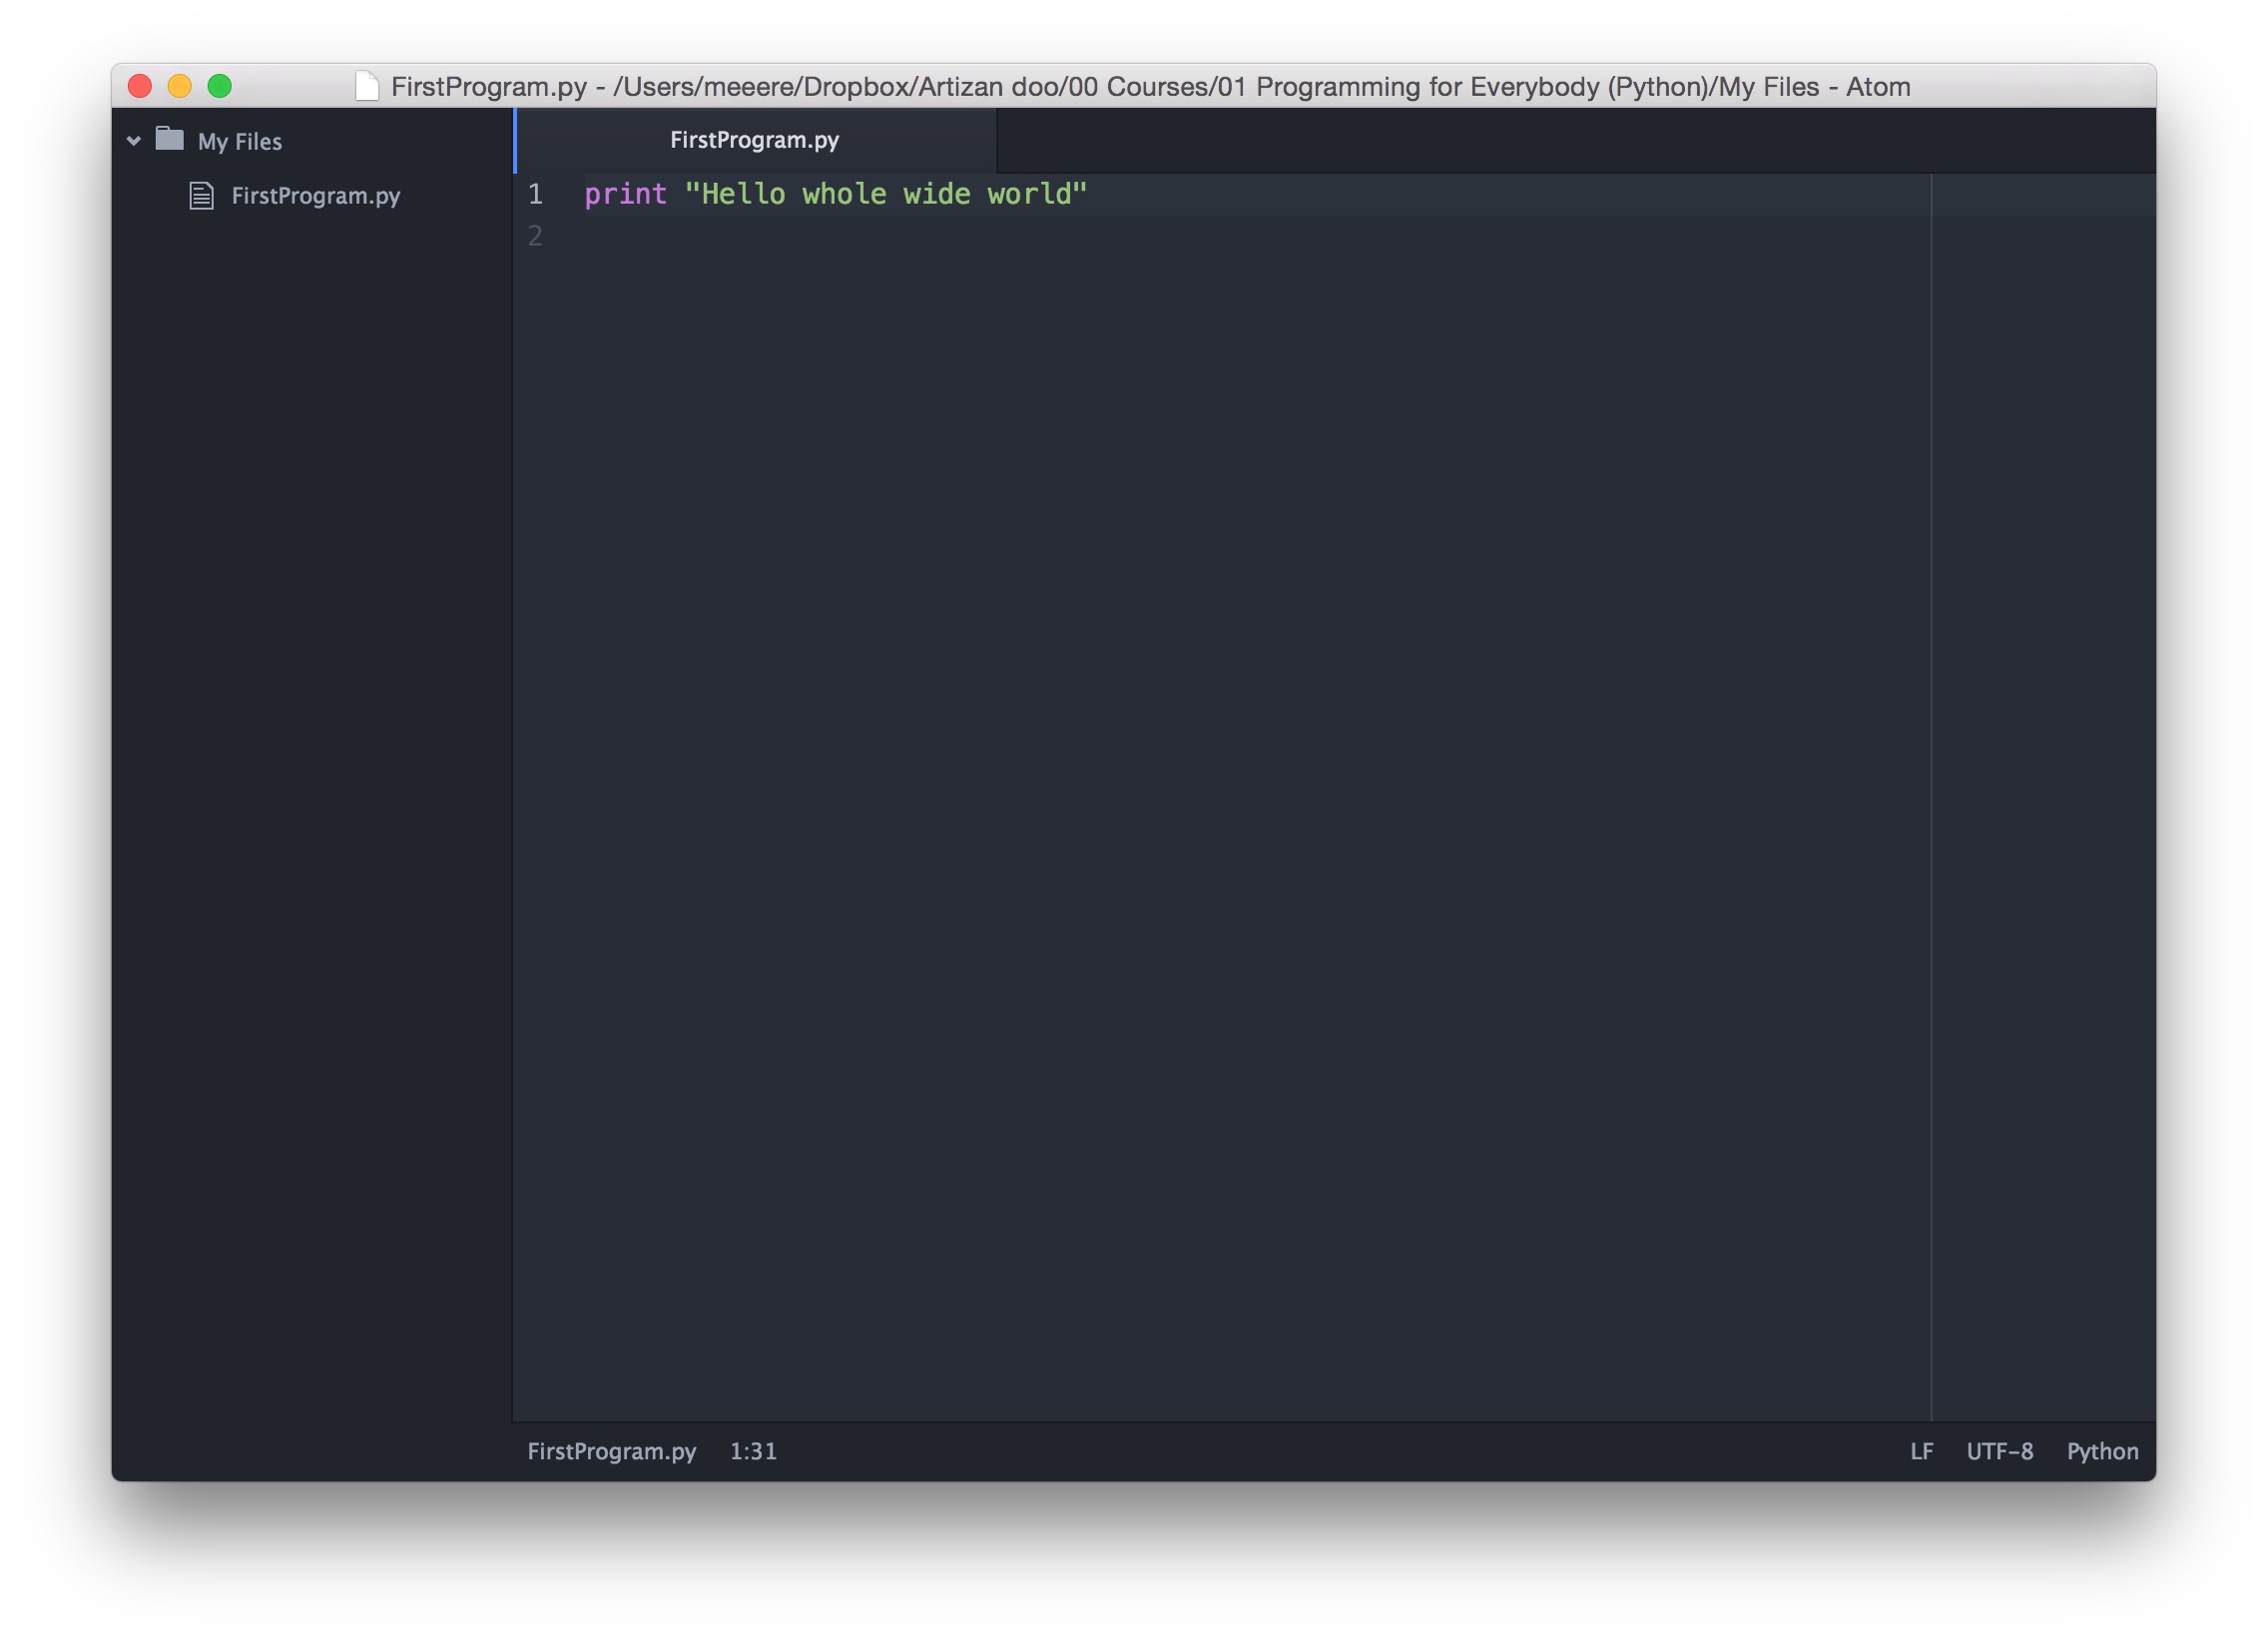 FirstProgram.py - /Users/meeere/Dropbox/Artizan doo/00 Courses/01 Programming for Everybody (Python)/My Files - Atom
My Files
FirstProgram.py
FirstProgram.py
1 print "Hello whole wide world"
2
FirstProgram.py 1:31 LF UTF-8 Python